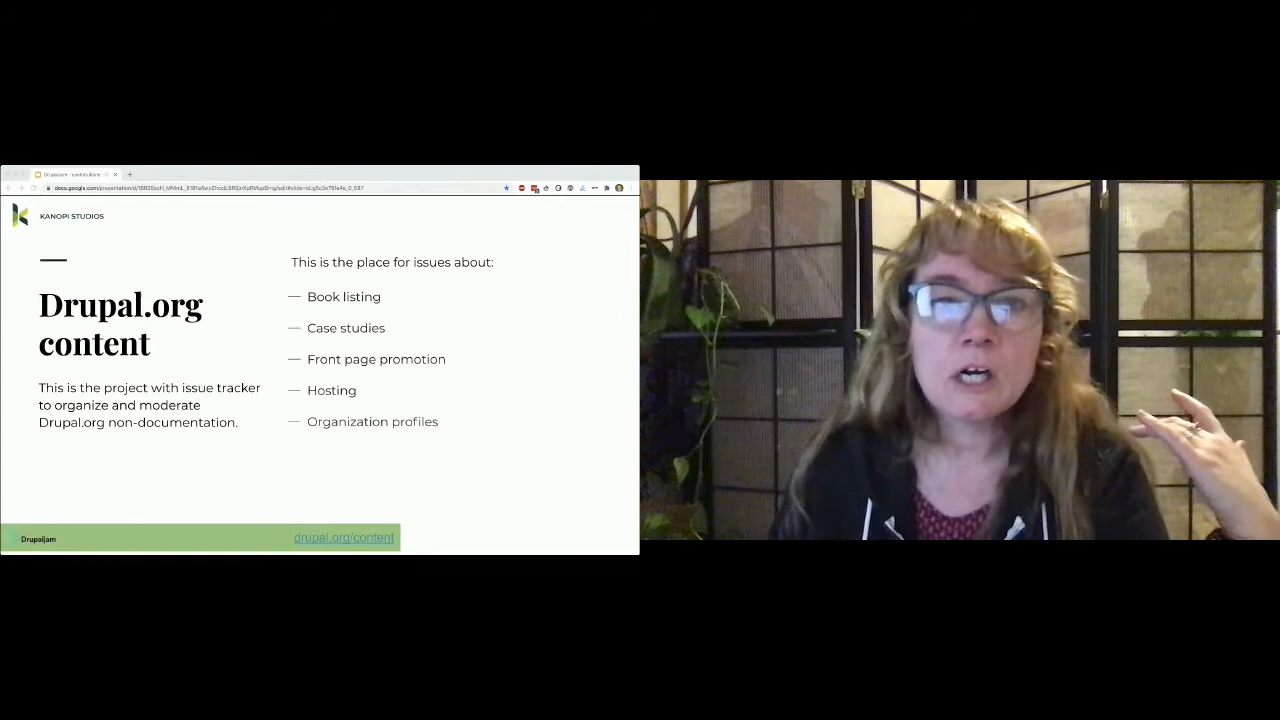 Drupaljam - contributions - G
KANOPI STUDIOS
Drupal.org
content
This is the project with issue tracker
to organize and moderate
Drupal.org non-documentation.
This is the place for issues about:
— Book listing
— Case studies
— Front page promotion
— Hosting
— Organization profiles
Drupaljam
drupal.org/content